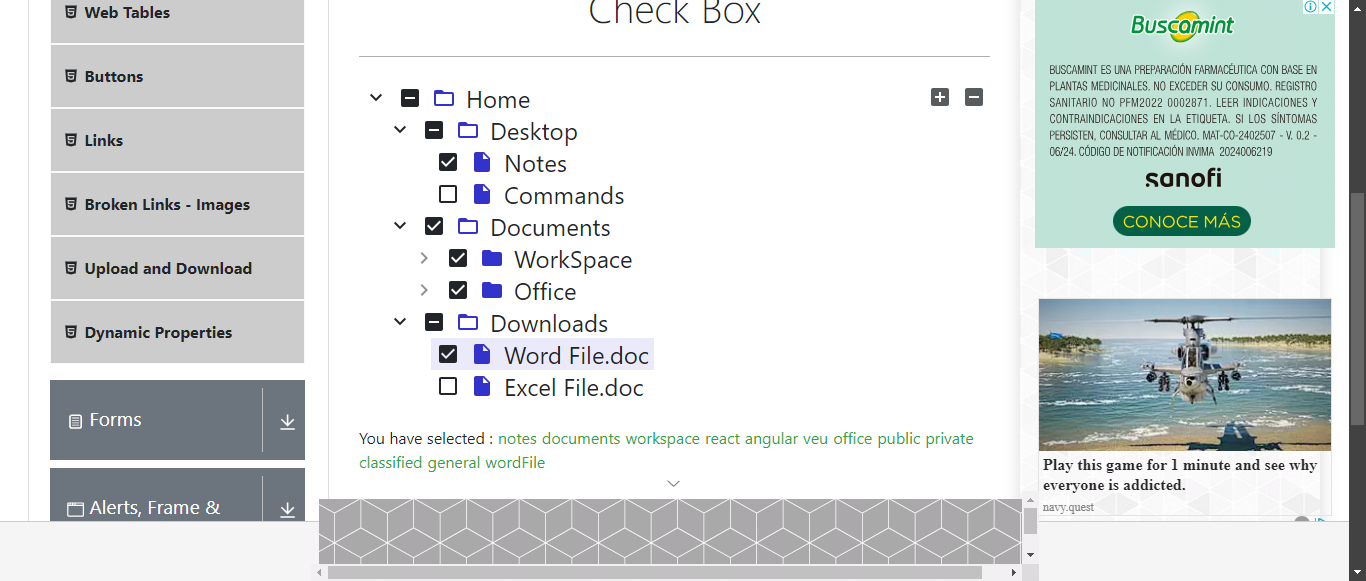 Web Tables
Buttons
Links
Broken Links - Images
Upload and Download
Dynamic Properties
Forms
Alerts, Frame &
Check Box
Home
Desktop
Notes
Commands
Documents
WorkSpace
Office
Downloads
Word File.doc
Excel File.doc
You have selected : notes documents workspace react angular veu office public private
classified general wordFile
Buscamint
BUSCAMINT ES UNA PREPARACIÓN FARMACÉUTICA CON BASE EN
PLANTAS MEDICINALES. NO EXCEDER SU CONSUMO. REGISTRO
SANITARIO NO PFM2022 0002871. LEER INDICACIONES Y
CONTRAINDICACIONES EN LA ETIQUETA. SI LOS SÍNTOMAS
PERSISTEN, CONSULTAR AL MÉDICO. MAT-CO-2402507 - V. 0.2 -
06/24. CÓDIGO DE NOTIFICACIÓN INVIMA 2024006219
sanofi
CONOCE MÁS
Play this game for 1 minute and see why
everyone is addicted.
navy.quest